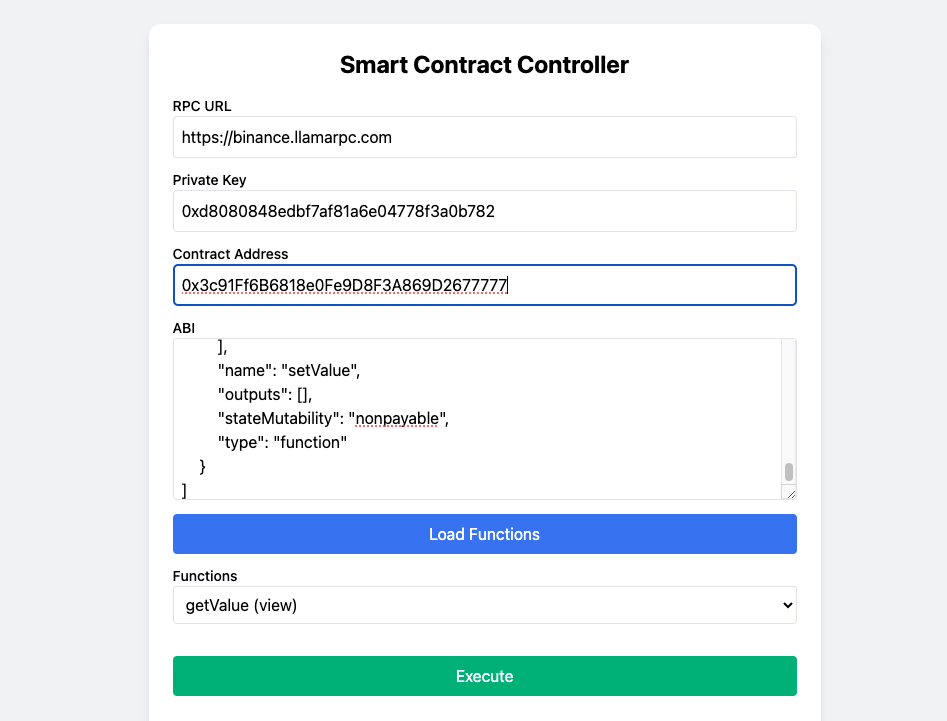 Smart Contract Controller
RPC URL
https://binance.llamarpc.com
Private Key
0xd8080848edbf7af81a6e04778f3a0b782
Contract Address
0x3c91Ff6B6818e0Fe9D8F3A869D2677777
ABI
],
"name": "setValue",
"outputs": [],
"stateMutability": "nonpayable",
"type": "function"
}
]
Load Functions
Functions
getValue (view)
Execute